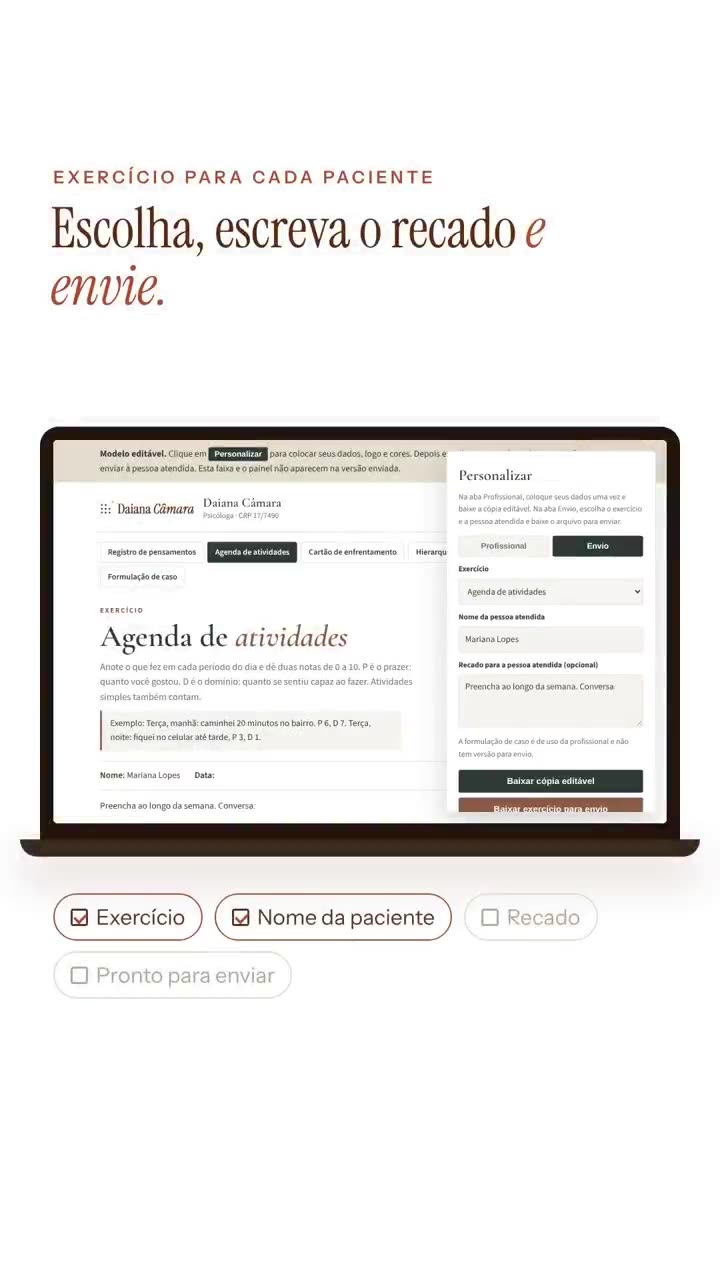 EXERCÍCIO PARA CADA PACIENTE
Escolha, escreva o recado e
envie.
Modelo editável. Clique em Personalizar para colocar seus dados, logo e cores. Depois e
enviar à pessoa atendida. Esta faixa e o painel não aparecem na versão enviada.
Daiana Câmara
Daiana Câmara
Psicóloga · CRP 17/7490
Registro de pensamentos
Agenda de atividades
Cartão de enfrentamento
Hierarqu
Formulação de caso
EXERCÍCIO
Agenda de atividades
Anote o que fez em cada período do dia e dê duas notas de 0 a 10. P é o prazer:
quanto você gostou. D é o domínio: quanto se sentiu capaz ao fazer. Atividades
simples também contam.
Exemplo: Terça, manhã: caminhei 20 minutos no bairro. P 6, D 7. Terça,
noite: fiquei no celular até tarde. P 3, D 1.
Nome: Mariana Lopes Data:
Preencha ao longo da semana. Conversa:
Personalizar
Na aba Profissional, coloque seus dados uma vez e
baixe a cópia editável. Na aba Envio, escolha o exercício
e a pessoa atendida e baixe o arquivo para enviar.
Profissional
Envio
Exercício
Agenda de atividades
Nome da pessoa atendida
Mariana Lopes
Recado para a pessoa atendida (opcional)
Preencha ao longo da semana. Conversa
A formulação de caso é de uso da profissional e não
tem versão para envio.
Baixar cópia editável
Baixar exercício para envio
Exercício
Nome da paciente
Recado
Pronto para enviar